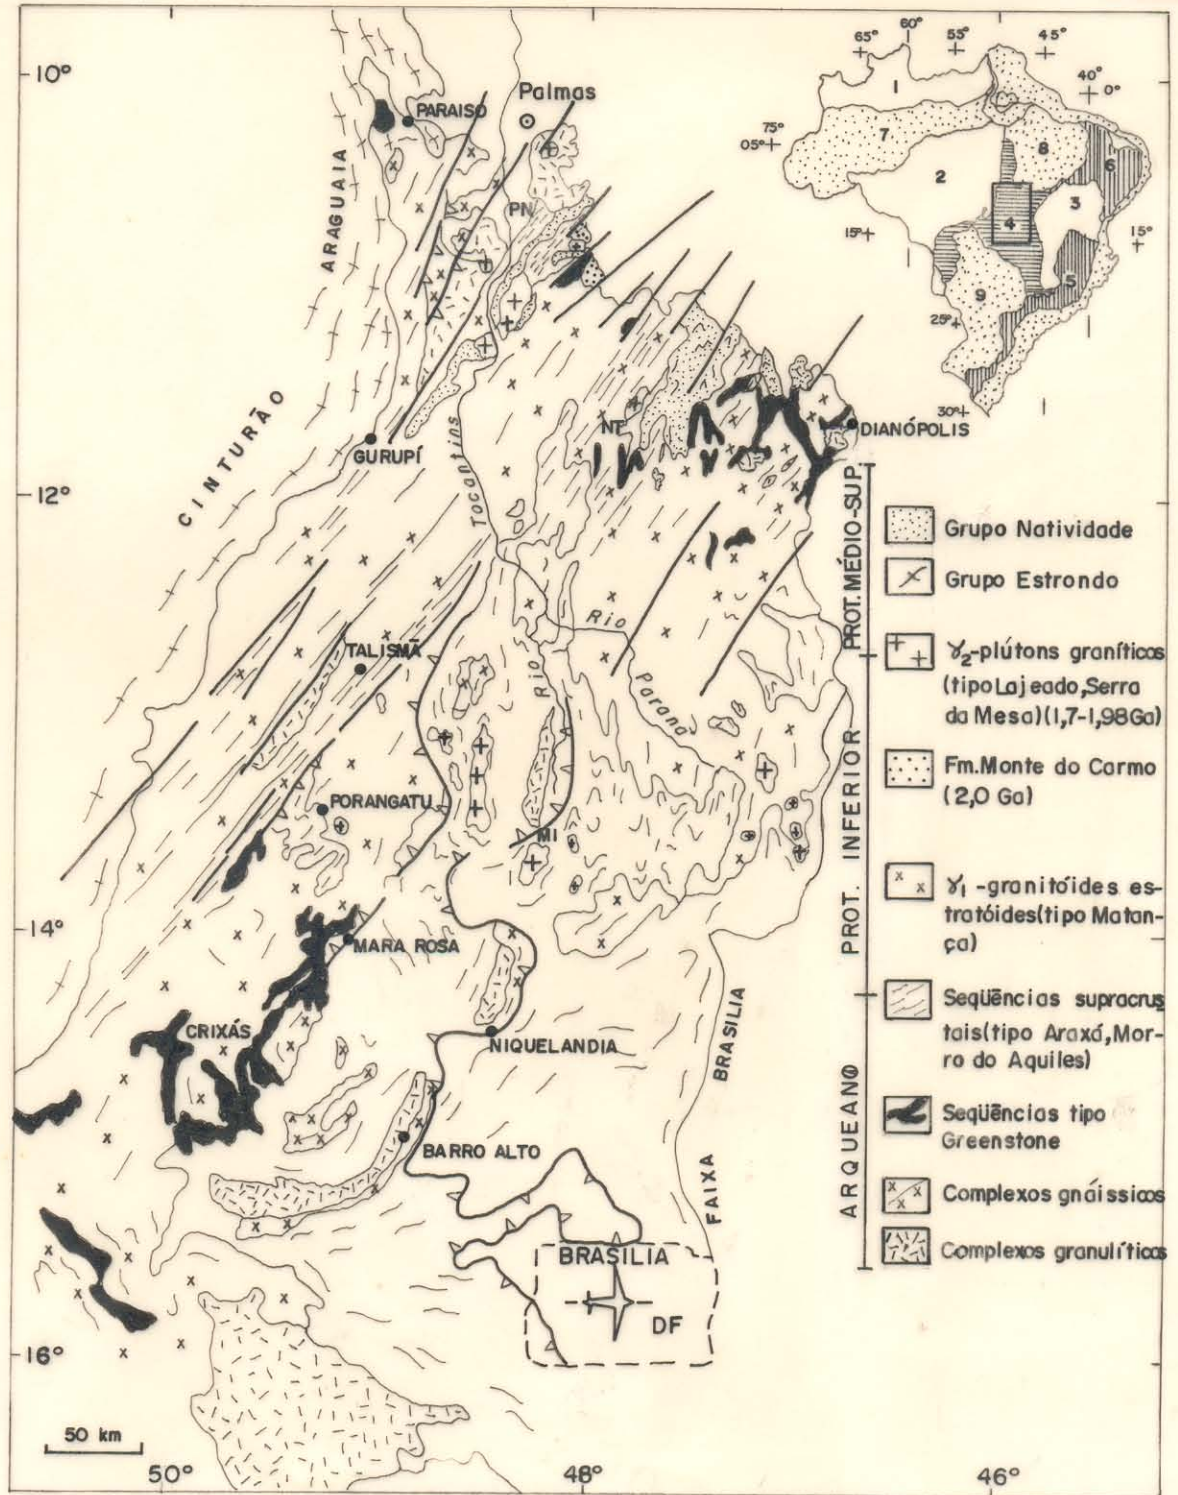 10°
12°
14°
16°
50°
48°
46°
50 km
PARAISO
Palmas
ARAGUAIA
CINTURÃO
PN
GURUPÍ
Tocantins
NT
DIANÓPOLIS
Rio
Paranã
Rio
TALISMÃ
PORANGATU
MI
MARA ROSA
CRIXÁS
NIQUELANDIA
BARRO ALTO
FAIXA BRASILIA
BRASÍLIA
DF
65°
60°
55°
45°
40°
0°
75°
05°
15°
15°
25°
30°
1
2
3
4
5
6
7
8
9
PROT. MÉDIO-SUP.
Grupo Natividade
Grupo Estrondo
PROT. INFERIOR
γ₂-plútons graníticos
(tipo Lajeado, Serra
da Mesa) (1,7-1,98Ga)
Fm. Monte do Carmo
(2,0 Ga)
γ₁-granitóides es-
tratóides(tipo Matan-
ça)
ARQUEANO
Seqüências supracrus
tais(tipo Araxá, Mor-
ro do Aquiles)
Seqüências tipo
Greenstone
Complexos gnáissicos
Complexos granulíticos